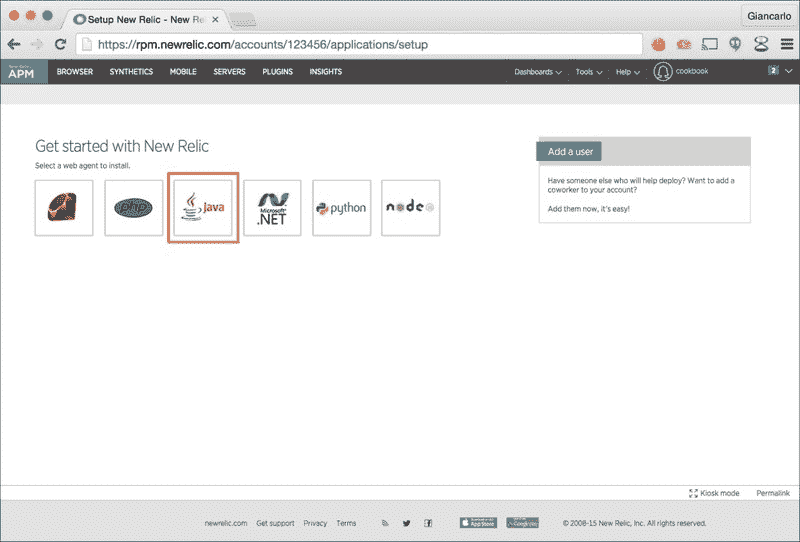 Setup New Relic - New Rel
Giancarlo
https://rpm.newrelic.com/accounts/123456/applications/setup
New Relic
APM
BROWSER
SYNTHETICS
MOBILE
SERVERS
PLUGINS
INSIGHTS
Dashboards
Tools
Help
cookbook
2
Get started with New Relic
Select a web agent to install.
php
java
Microsoft
.NET
python
node
Add a user
Have someone else who will help deploy? Want to add a
coworker to your account?
Add them now, it's easy!
Kiosk mode
Permalink
newrelic.com
Get support
Privacy
Terms
App Store
© 2008-15 New Relic, Inc. All rights reserved.